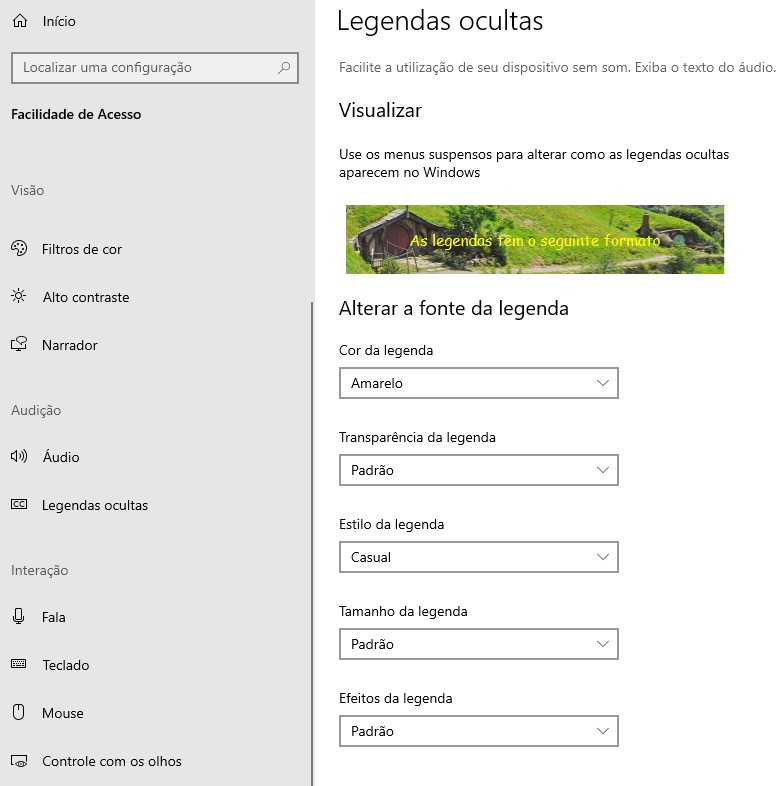 Início
Localizar uma configuração
Facilidade de Acesso
Visão
Filtros de cor
Alto contraste
Narrador
Audição
Áudio
Legendas ocultas
Interação
Fala
Teclado
Mouse
Controle com os olhos
Legendas ocultas
Facilite a utilização de seu dispositivo sem som. Exiba o texto do áudio.
Visualizar
Use os menus suspensos para alterar como as legendas ocultas
aparecem no Windows
As legendas têm o seguinte formato
Alterar a fonte da legenda
Cor da legenda
Amarelo
Transparência da legenda
Padrão
Estilo da legenda
Casual
Tamanho da legenda
Padrão
Efeitos da legenda
Padrão